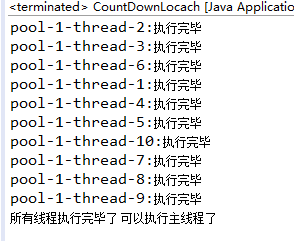 <terminated> CountDownLocach [Java Applicatio
pool-1-thread-2:执行完毕
pool-1-thread-3:执行完毕
pool-1-thread-6:执行完毕
pool-1-thread-1:执行完毕
pool-1-thread-4:执行完毕
pool-1-thread-5:执行完毕
pool-1-thread-10:执行完毕
pool-1-thread-7:执行完毕
pool-1-thread-8:执行完毕
pool-1-thread-9:执行完毕
所有线程执行完毕了 可以执行主线程了